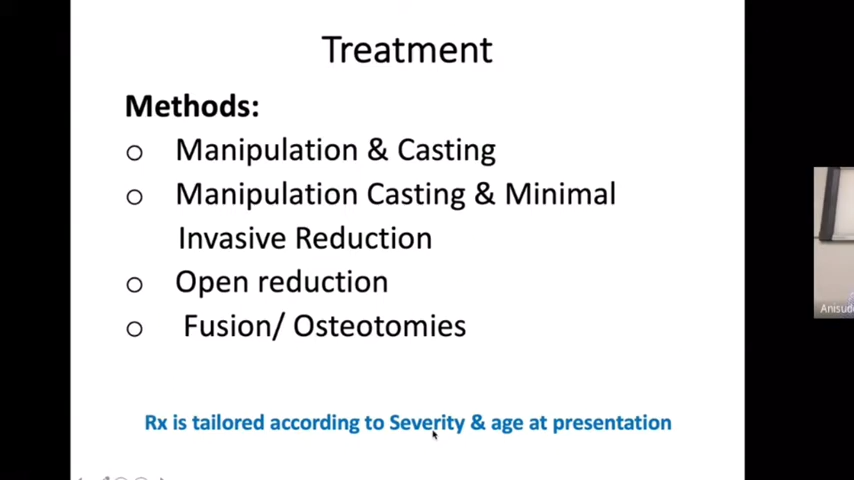 Treatment
Methods:
Manipulation & Casting
Manipulation Casting & Minimal
Invasive Reduction
Open reduction
Fusion/ Osteotomies
Rx is tailored according to Severity & age at presentation